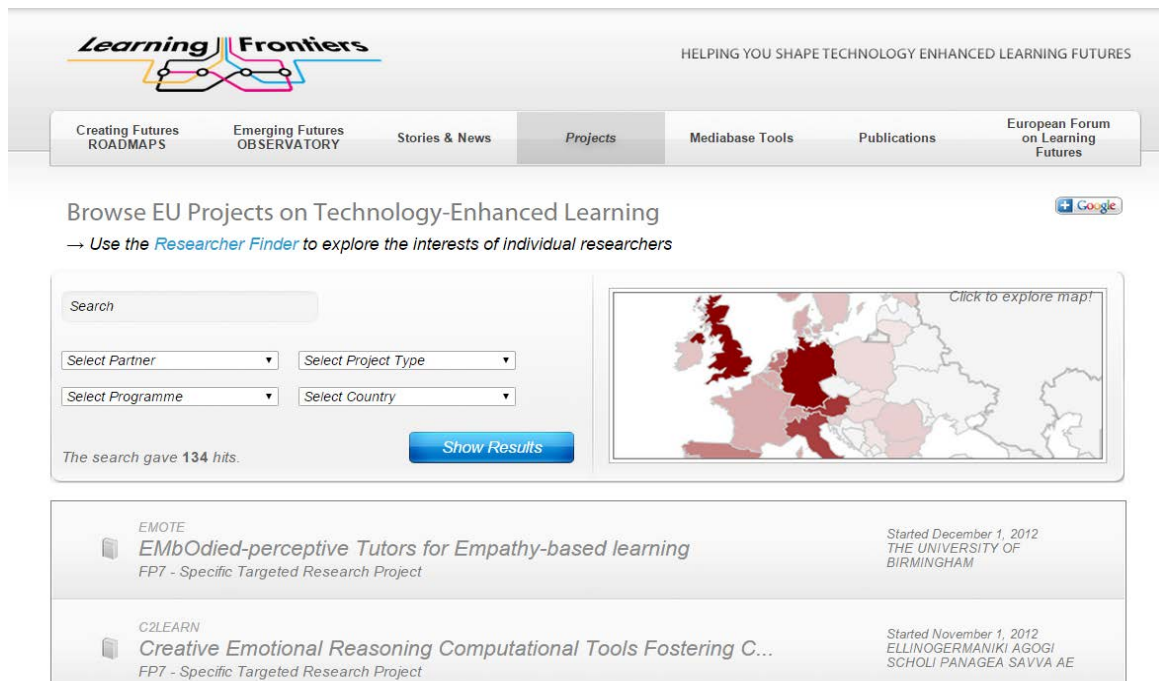 Learning Frontiers
HELPING YOU SHAPE TECHNOLOGY ENHANCED LEARNING FUTURES
Creating Futures
ROADMAPS
Emerging Futures
OBSERVATORY
Stories & News
Projects
Mediabase Tools
Publications
European Forum
on Learning
Futures
Browse EU Projects on Technology-Enhanced Learning
Google
→ Use the Researcher Finder to explore the interests of individual researchers
Search
Click to explore map!
Select Partner
Select Project Type
Select Programme
Select Country
The search gave 134 hits.
Show Results
EMOTE
EMbOdied-perceptive Tutors for Empathy-based learning
FP7 - Specific Targeted Research Project
Started December 1, 2012
THE UNIVERSITY OF
BIRMINGHAM
C2LEARN
Creative Emotional Reasoning Computational Tools Fostering C...
FP7 - Specific Targeted Research Project
Started November 1, 2012
ELLINOGERMANIKI AGOGI
SCHOLI PANAGEA SAVVA AE